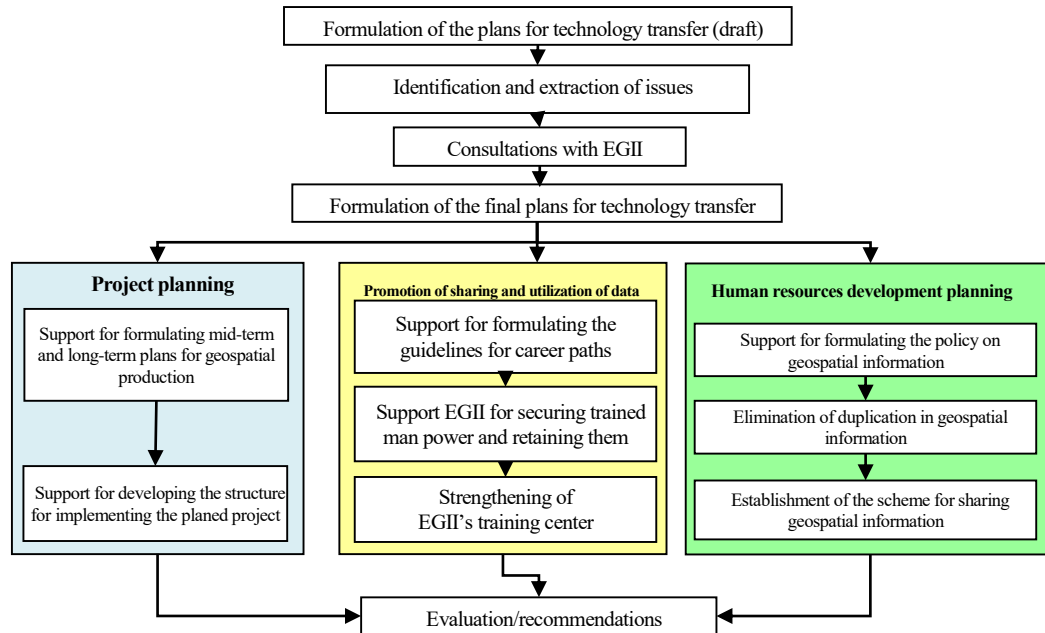 Formulation of the plans for technology transfer (draft)
Identification and extraction of issues
Consultations with EGII
Formulation of the final plans for technology transfer
Project planning
Support for formulating mid-term
and long-term plans for geospatial
production
Support for developing the structure
for implementing the planed project
Promotion of sharing and utilization of data
Support for formulating the
guidelines for career paths
Support EGII for securing trained
man power and retaining them
Strengthening of
EGII’s training center
Human resources development planning
Support for formulating the policy on
geospatial information
Elimination of duplication in geospatial
information
Establishment of the scheme for sharing
geospatial information
Evaluation/recommendations